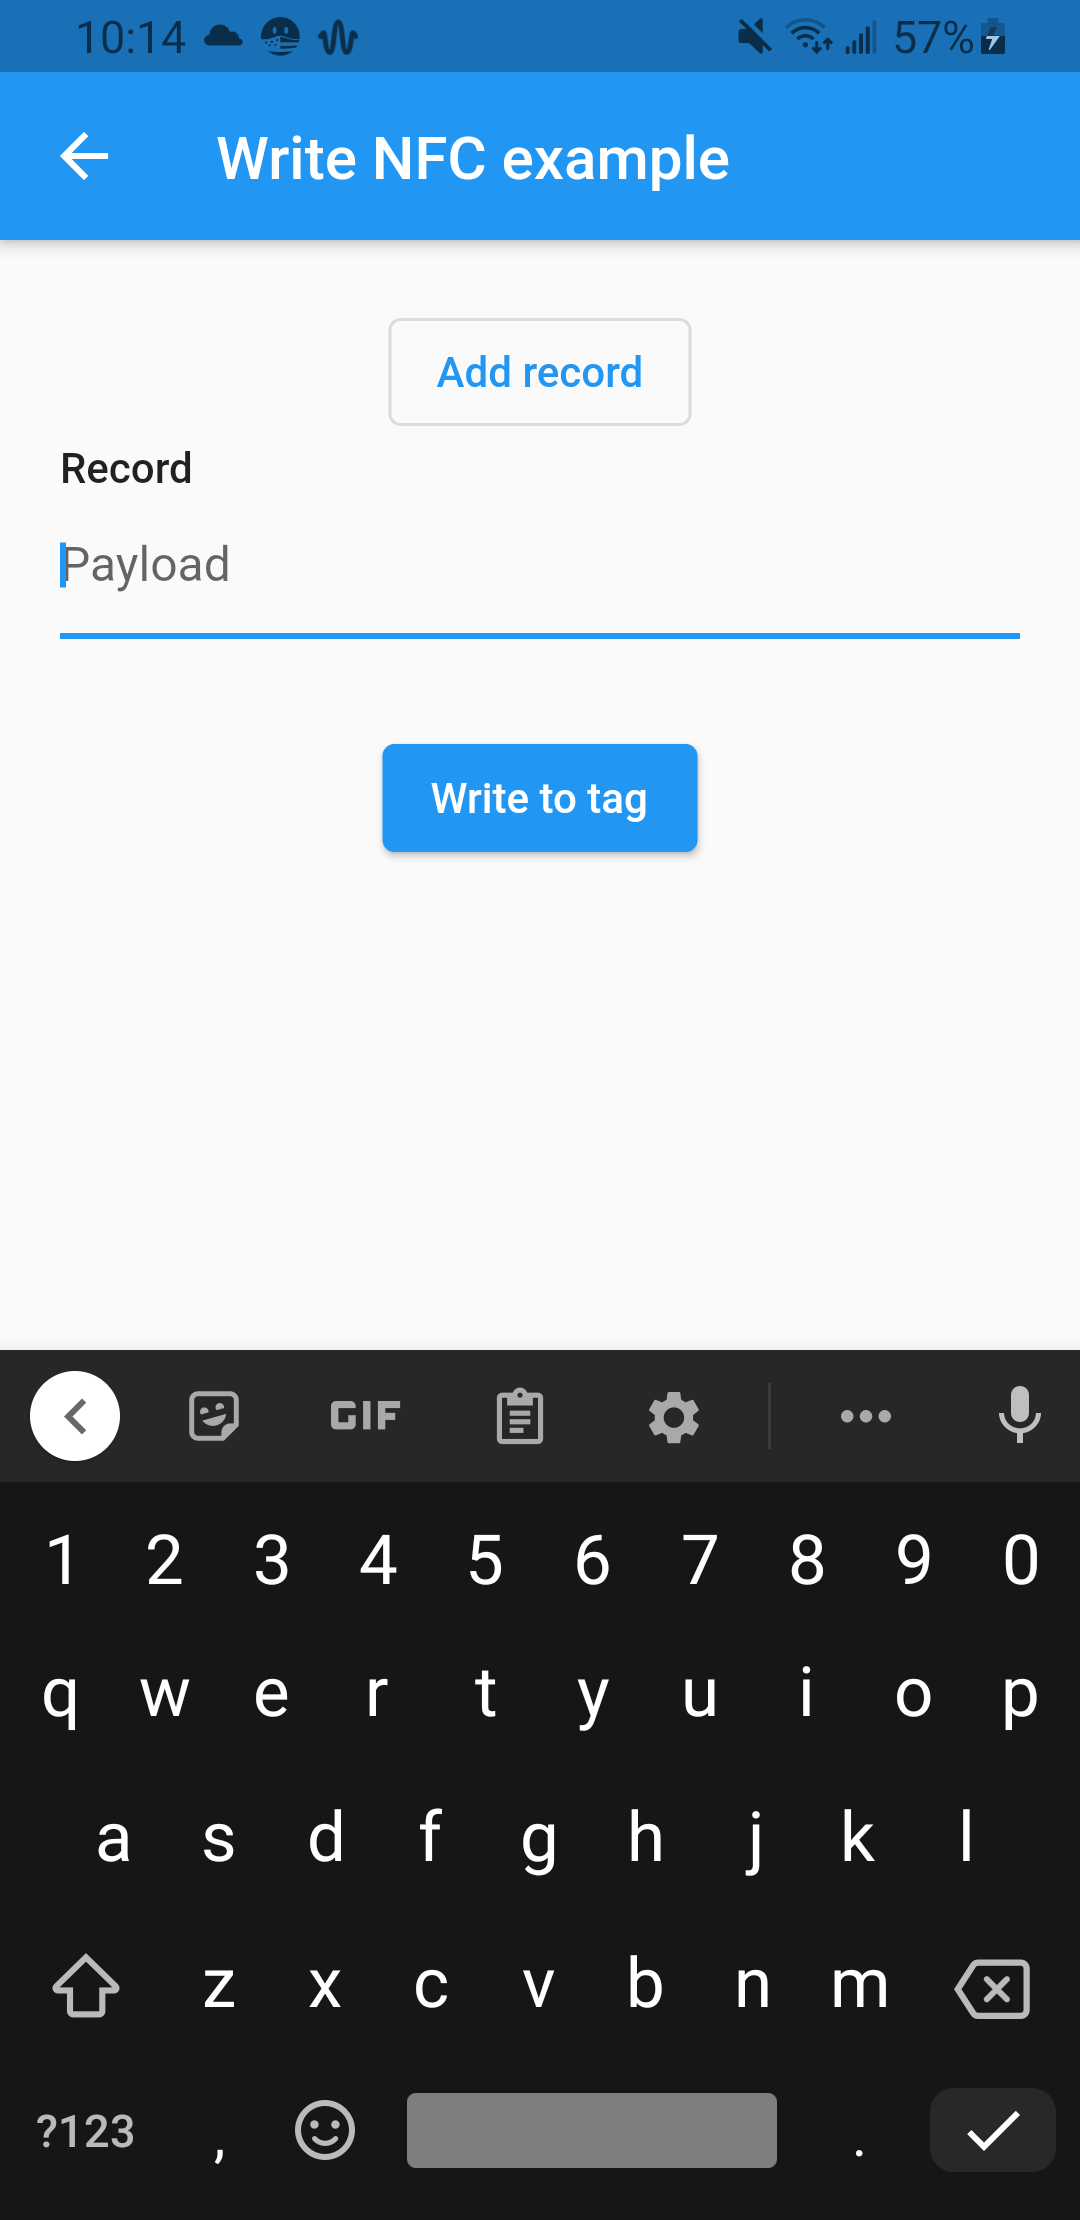 10:14 57%
Write NFC example
Add record
Record
Payload
Write to tag
GIF
1 2 3 4 5 6 7 8 9 0
q w e r t y u i o p
a s d f g h j k l
z x c v b n m
?123 , .